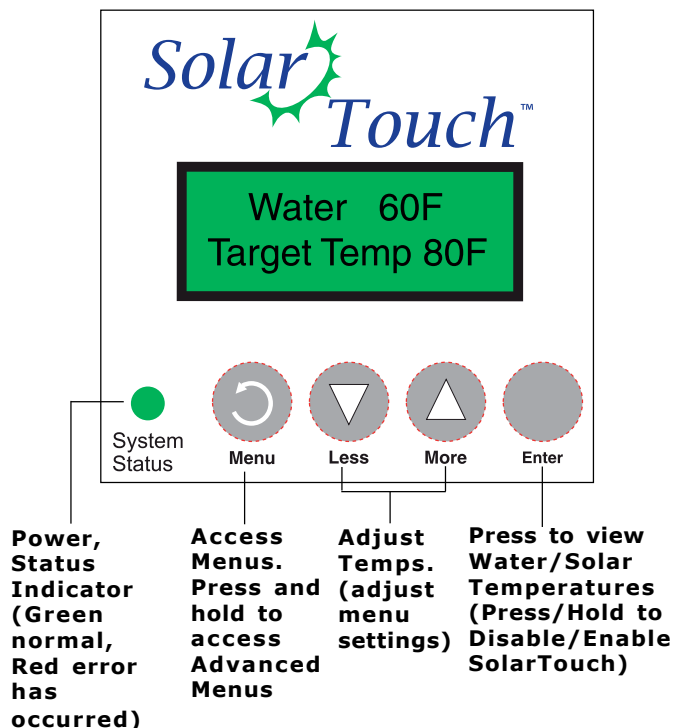 Solar
Touch™
Water 60F
Target Temp 80F
System
Status
Menu
Less
More
Enter
Power,
Status
Indicator
(Green
normal,
Red error
has
occurred)
Access
Menus.
Press and
hold to
access
Advanced
Menus
Adjust
Temps.
(adjust
menu
settings)
Press to view
Water/Solar
Temperatures
(Press/Hold to
Disable/Enable
SolarTouch)